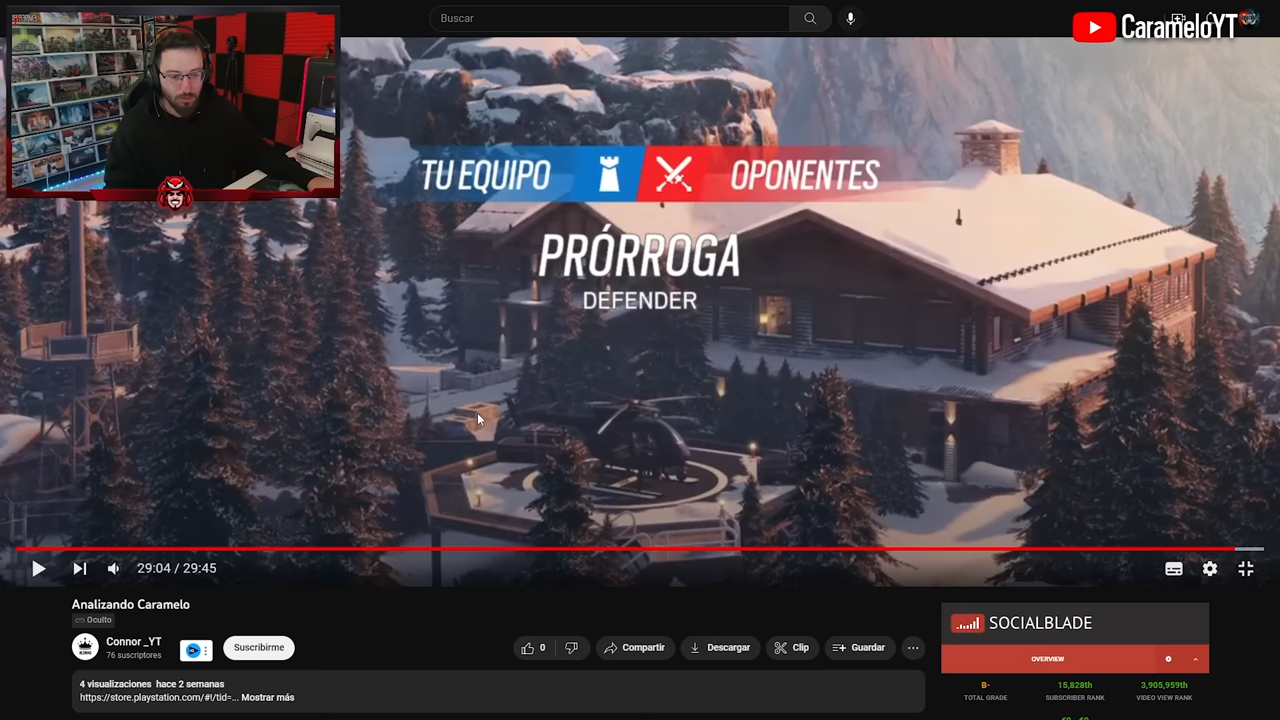 Buscar
CarameloYT
TU EQUIPO
OPONENTES
PRÓRROGA
DEFENDER
29:04 / 29:45
Analizando Caramelo
Oculto
Connor _YT
76 suscriptores
KING
Suscribirme
0
Compartir
Descargar
Clip
Guardar
4 visualizaciones hace 2 semanas
https://store.playstation.com/#!/tid=... Mostrar más
SOCIALBLADE
OVERVIEW
B- 15,828th 3,905,959th
TOTAL GRADE SUBSCRIBER RANK VIDEO VIEW RANK